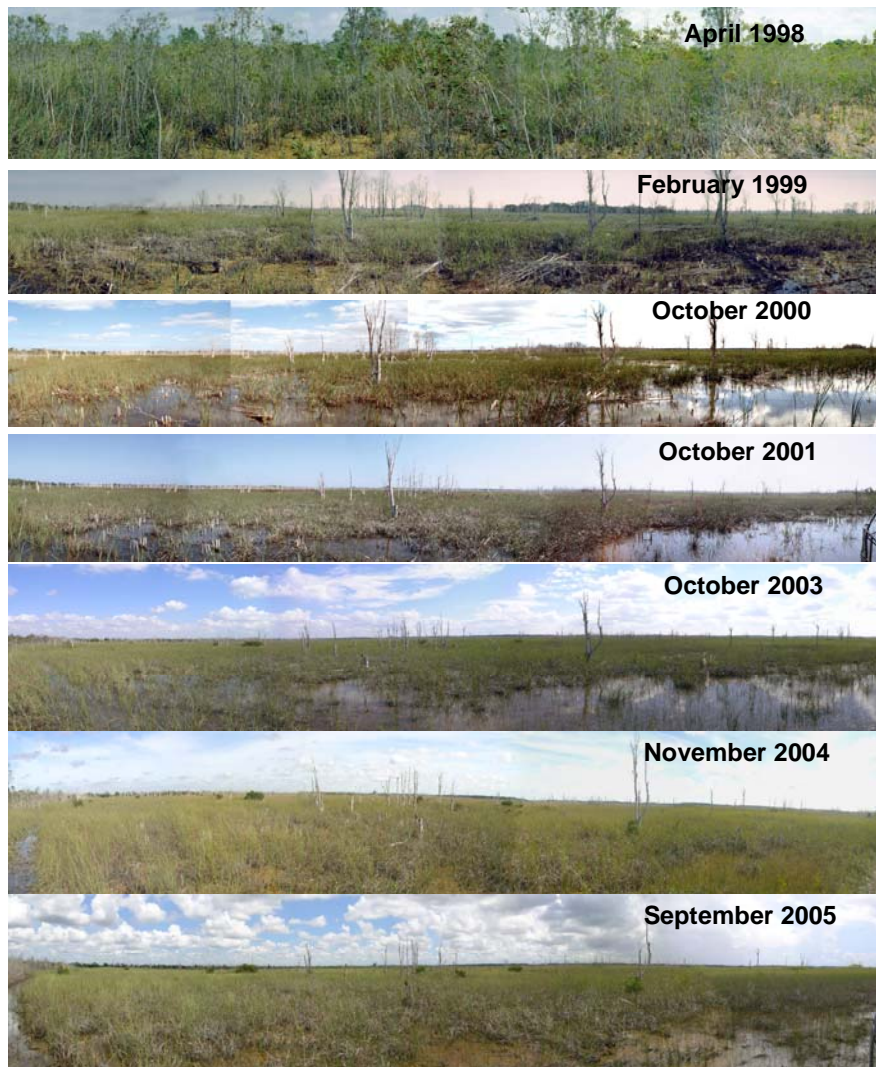 April 1998
February 1999
October 2000
October 2001
October 2003
November 2004
September 2005